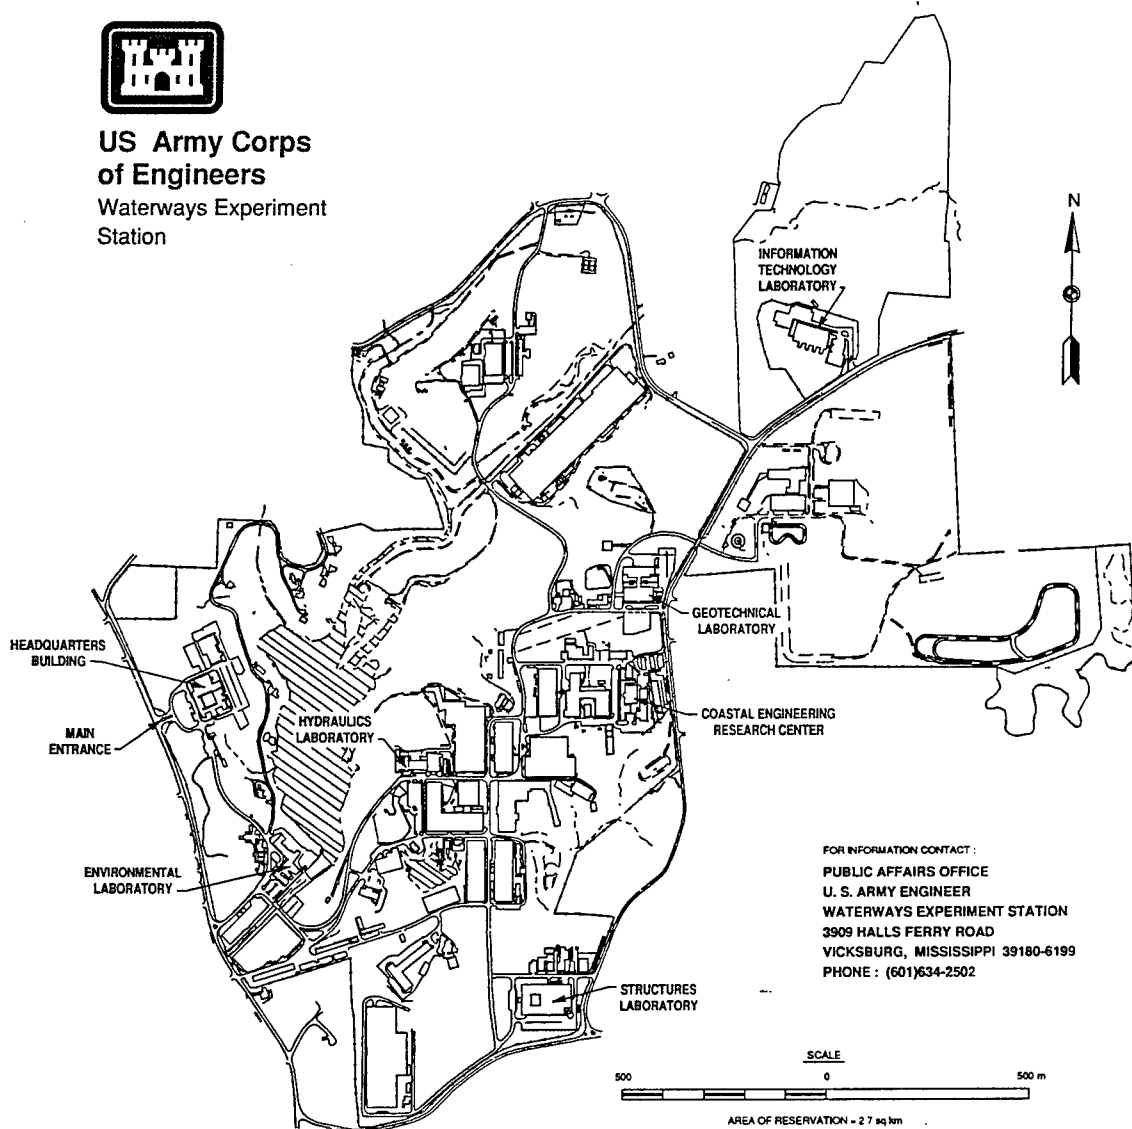 US Army Corps
of Engineers
Waterways Experiment
Station
N
INFORMATION
TECHNOLOGY
LABORATORY
GEOTECHNICAL
LABORATORY
HEADQUARTERS
BUILDING
MAIN
ENTRANCE
HYDRAULICS
LABORATORY
COASTAL ENGINEERING
RESEARCH CENTER
ENVIRONMENTAL
LABORATORY
STRUCTURES
LABORATORY
FOR INFORMATION CONTACT :
PUBLIC AFFAIRS OFFICE
U. S. ARMY ENGINEER
WATERWAYS EXPERIMENT STATION
3909 HALLS FERRY ROAD
VICKSBURG, MISSISSIPPI 39180-6199
PHONE : (601)634-2502
SCALE
500 0 500 m
AREA OF RESERVATION = 2.7 sq km